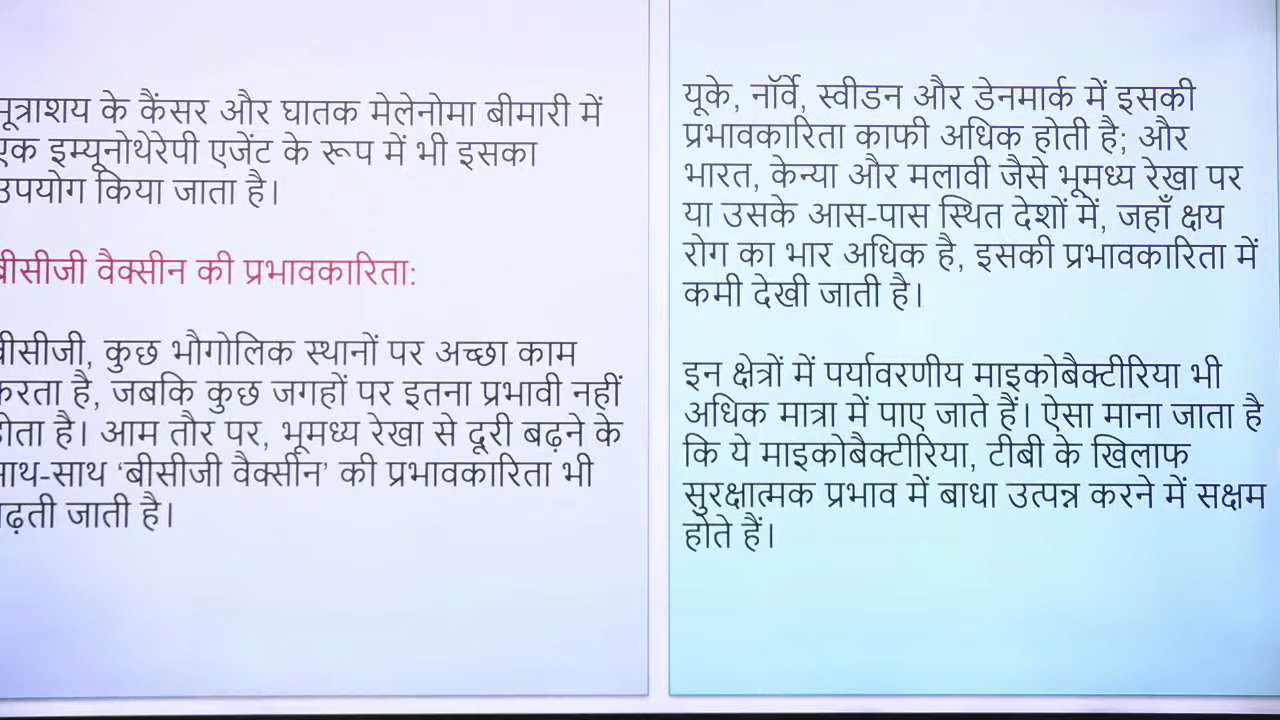 मूत्राशय के कैंसर और घातक मेलेनोमा बीमारी में
एक इम्यूनोथेरेपी एजेंट के रूप में भी इसका
उपयोग किया जाता है।
बीसीजी वैक्सीन की प्रभावकारिता:
बीसीजी, कुछ भौगोलिक स्थानों पर अच्छा काम
करता है, जबकि कुछ जगहों पर इतना प्रभावी नहीं
होता है। आम तौर पर, भूमध्य रेखा से दूरी बढ़ने के
साथ-साथ ‘बीसीजी वैक्सीन’ की प्रभावकारिता भी
बढ़ती जाती है।
यूके, नॉर्वे, स्वीडन और डेनमार्क में इसकी
प्रभावकारिता काफी अधिक होती है; और
भारत, केन्या और मलावी जैसे भूमध्य रेखा पर
या उसके आस-पास स्थित देशों में, जहाँ क्षय
रोग का भार अधिक है, इसकी प्रभावकारिता में
कमी देखी जाती है।
इन क्षेत्रों में पर्यावरणीय माइकोबैक्टीरिया भी
अधिक मात्रा में पाए जाते हैं। ऐसा माना जाता है
कि ये माइकोबैक्टीरिया, टीबी के खिलाफ
सुरक्षात्मक प्रभाव में बाधा उत्पन्न करने में सक्षम
होते हैं।